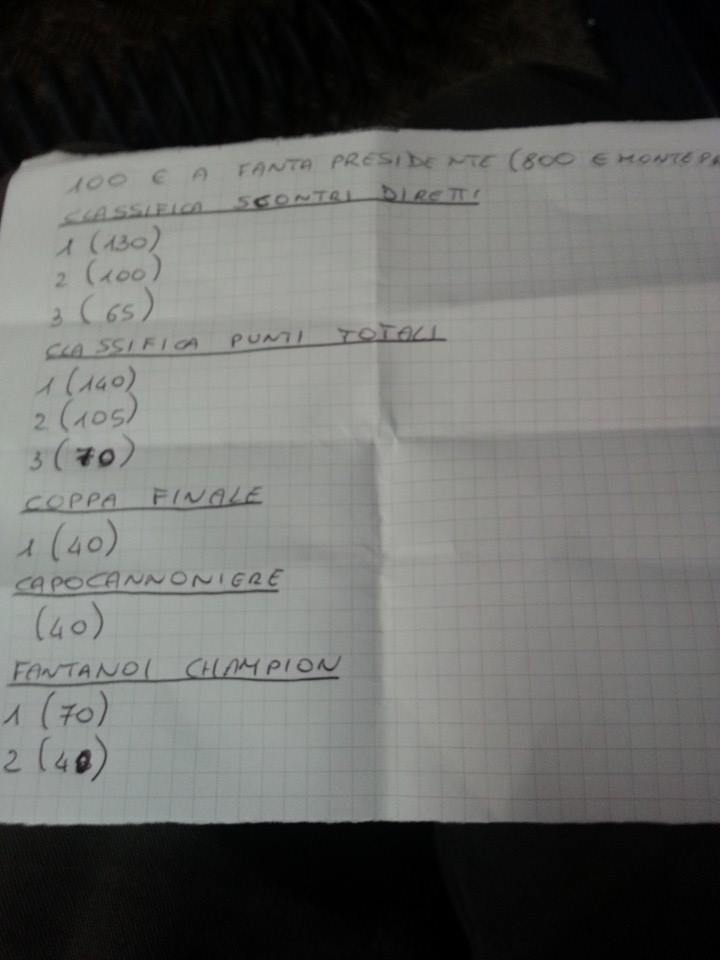 100 € A FANTA PRESIDENTE (800 € MONTEPR
CLASSIFICA SCONTRI DIRETTI
1 (130)
2 (100)
3 (65)
CLASSIFICA PUNTI TOTALI
1 (140)
2 (105)
3 (70)
COPPA FINALE
1 (40)
CAPOCANNONIERE
(40)
FANTANOI CHAMPION
1 (70)
2 (40)